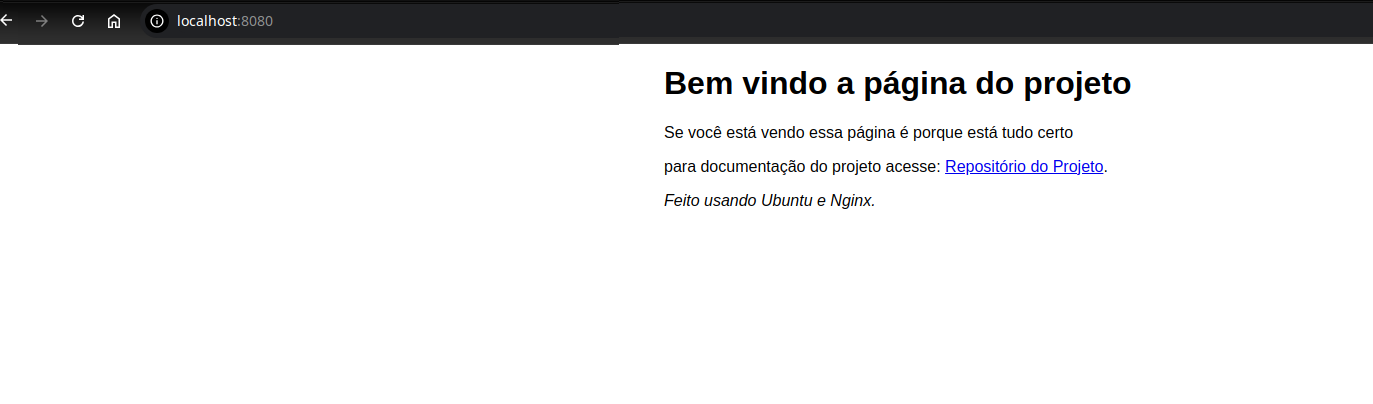 localhost:8080
Bem vindo a página do projeto
Se você está vendo essa página é porque está tudo certo
para documentação do projeto acesse: Repositório do Projeto.
Feito usando Ubuntu e Nginx.